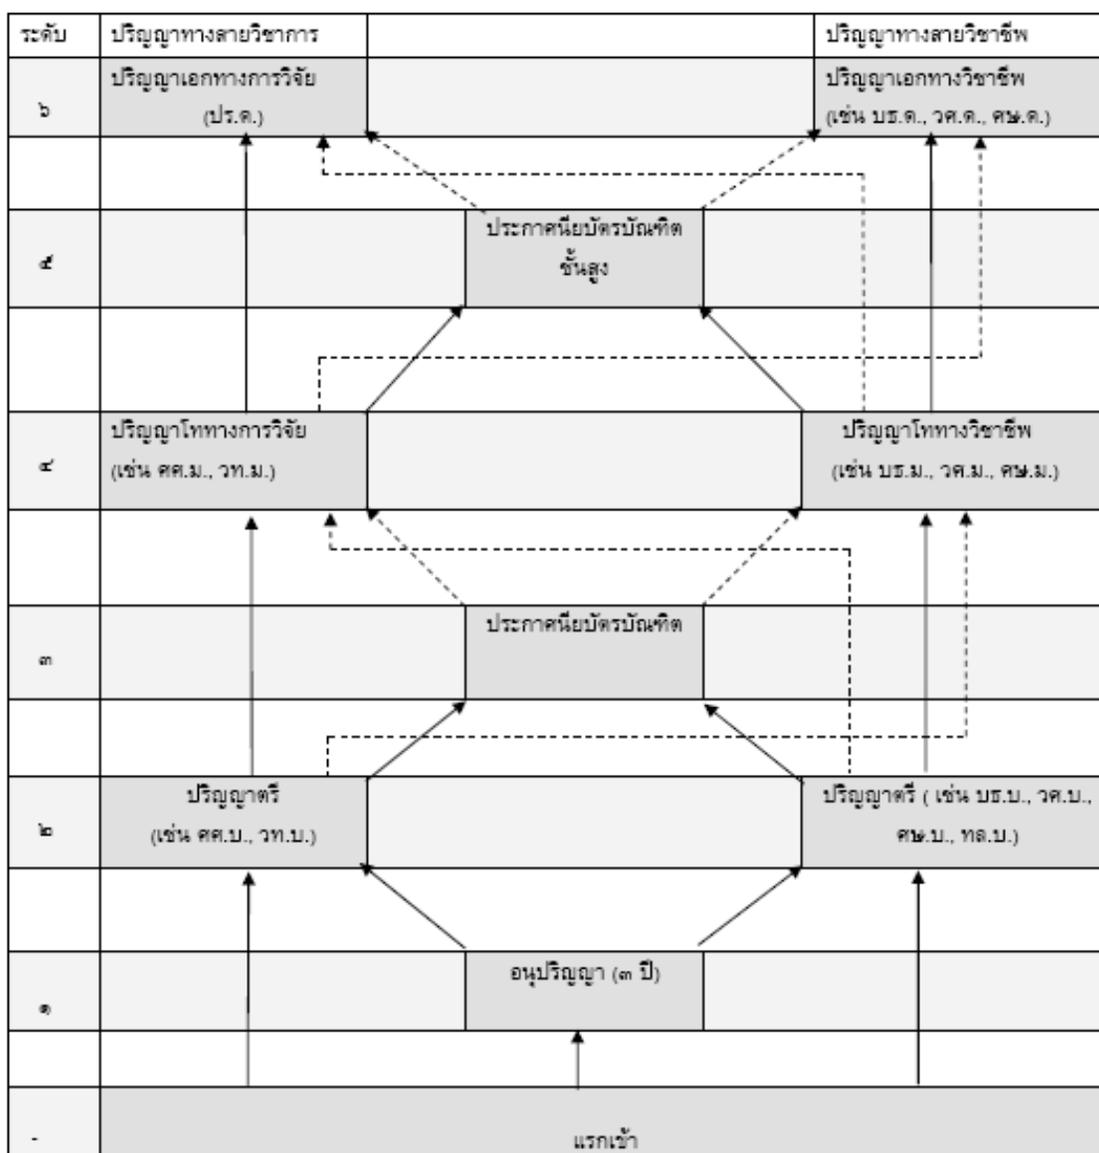 ระดับ ปริญญาทางสายวิชาการ ปริญญาทางสายวิชาชีพ
ปริญญาเอกทางการวิจัย ปริญญาเอกทางวิชาชีพ
๖ (ปร.ด.) (เช่น บธ.ด., วศ.ด., ศษ.ด.)
ประกาศนียบัตรบัณฑิต
๕ ชั้นสูง
ปริญญาโททางการวิจัย ปริญญาโททางวิชาชีพ
๔ (เช่น ศศ.ม., วท.ม.) (เช่น บธ.ม., วศ.ม., ศษ.ม.)
ประกาศนียบัตรบัณฑิต
๓
ปริญญาตรี ปริญญาตรี ( เช่น บธ.บ., วศ.บ.,
๒ (เช่น ศศ.บ., วท.บ.) ศษ.บ., ทล.บ.)
อนุปริญญา (๓ ปี)
๑
- แรกเข้า